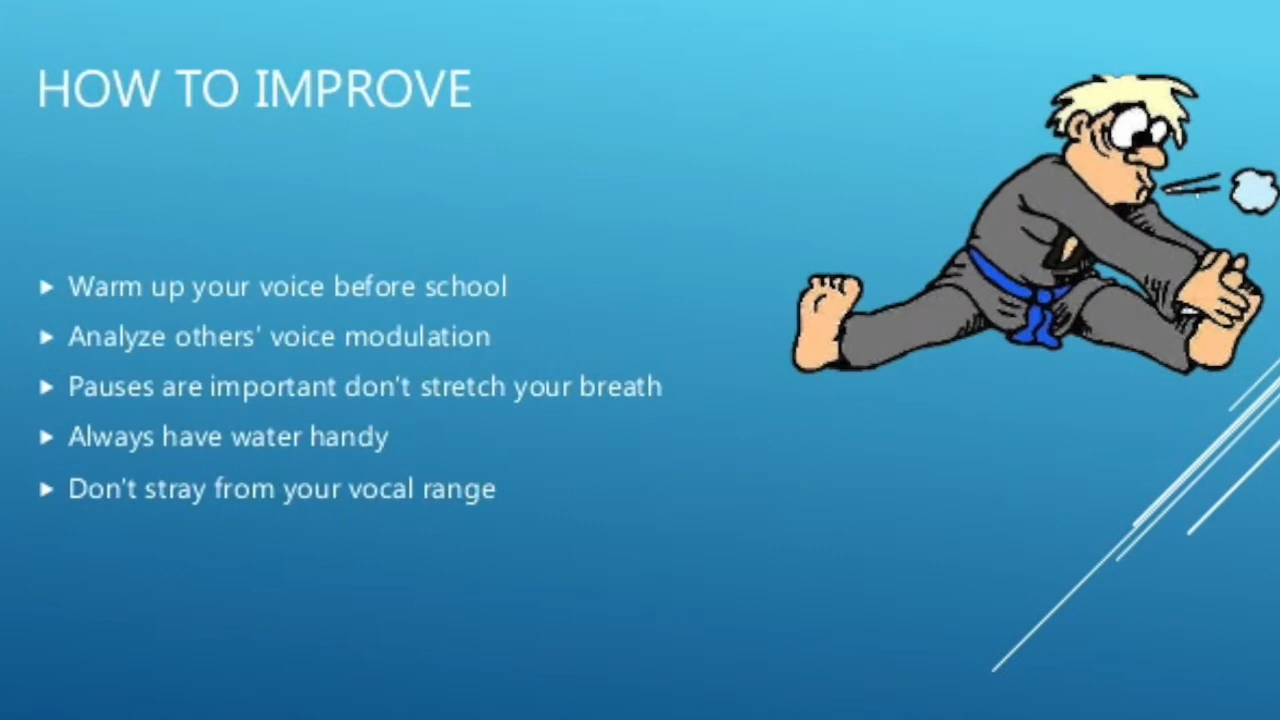 HOW TO IMPROVE
Warm up your voice before school
Analyze others' voice modulation
Pauses are important don't stretch your breath
Always have water handy
Don't stray from your vocal range